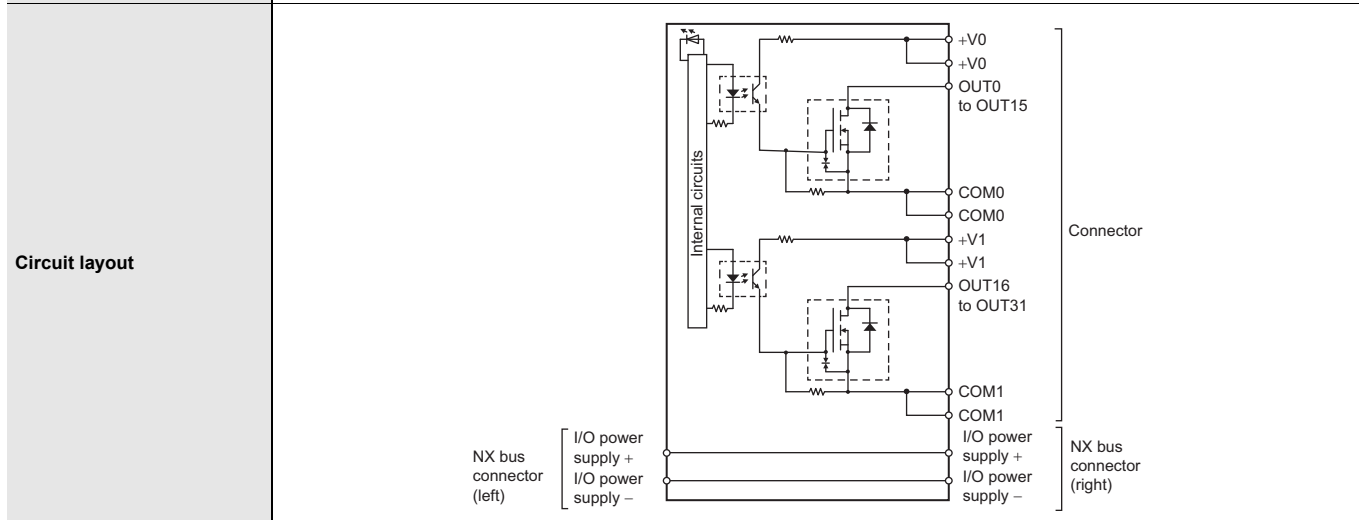 Circuit layout
Internal circuits
+V0
+V0
OUT0
to OUT15
COM0
COM0
+V1
+V1
OUT16
to OUT31
COM1
COM1
Connector
NX bus
connector
(left)
I/O power
supply +
I/O power
supply −
I/O power
supply +
I/O power
supply −
NX bus
connector
(right)